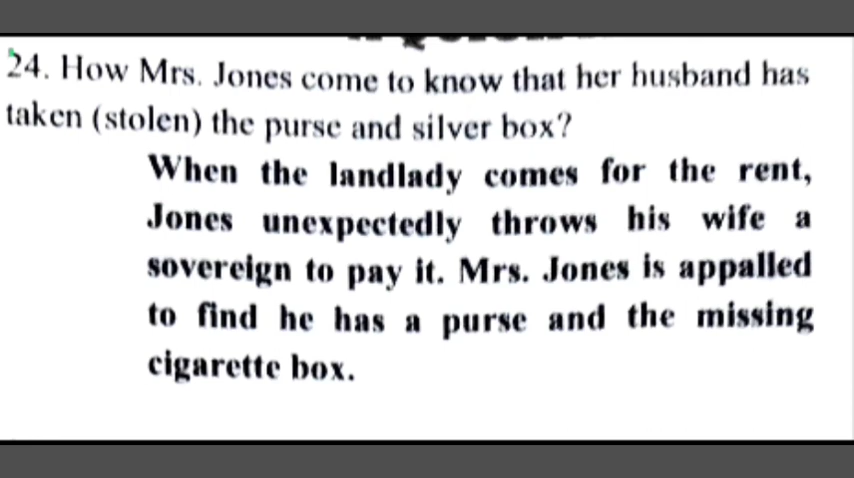 24. How Mrs. Jones come to know that her husband has
taken (stolen) the purse and silver box?
When the landlady comes for the rent,
Jones unexpectedly throws his wife a
sovereign to pay it. Mrs. Jones is appalled
to find he has a purse and the missing
cigarette box.